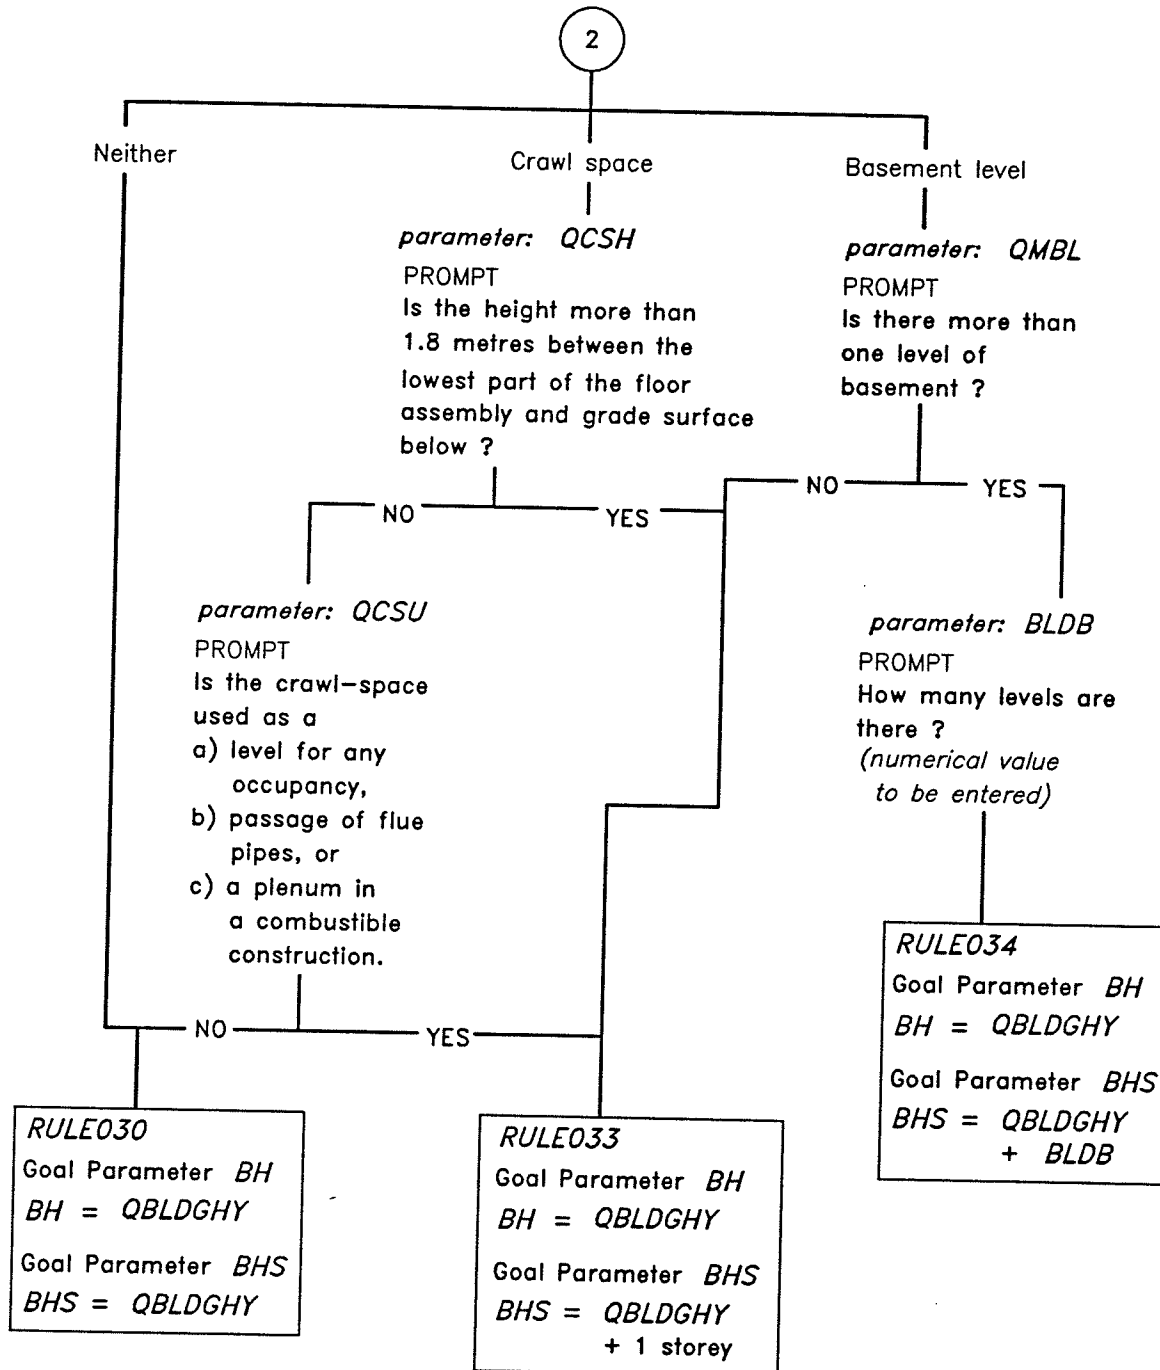 2
Neither
Crawl space
Basement level
parameter: QCSH
PROMPT
Is the height more than
1.8 metres between the
lowest part of the floor
assembly and grade surface
below ?
NO
YES
parameter: QMBL
PROMPT
Is there more than
one level of
basement ?
NO
YES
parameter: QCSU
PROMPT
Is the crawl-space
used as a
a) level for any
occupancy,
b) passage of flue
pipes, or
c) a plenum in
a combustible
construction.
NO
YES
parameter: BLDB
PROMPT
How many levels are
there ?
(numerical value
to be entered)
RULE030
Goal Parameter BH
BH = QBLDGHY
Goal Parameter BHS
BHS = QBLDGHY
RULE033
Goal Parameter BH
BH = QBLDGHY
Goal Parameter BHS
BHS = QBLDGHY
+ 1 storey
RULE034
Goal Parameter BH
BH = QBLDGHY
Goal Parameter BHS
BHS = QBLDGHY
+ BLDB